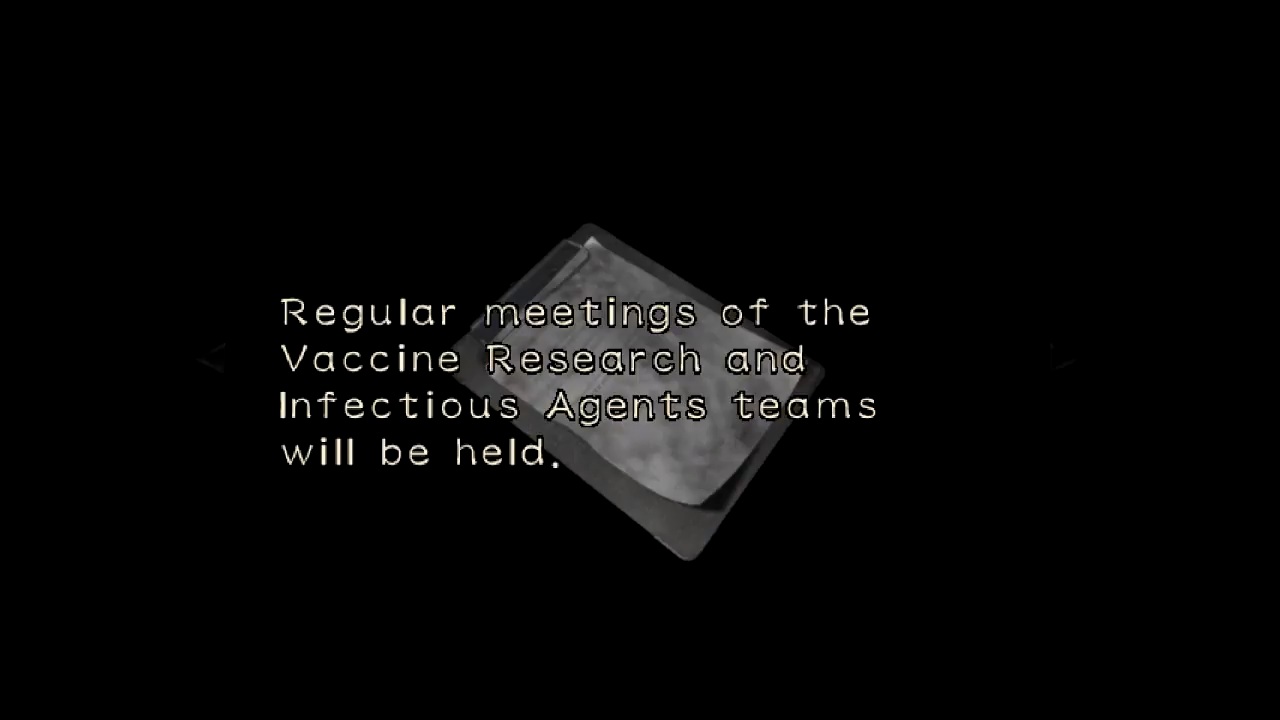 Regular meetings of the
Vaccine Research and
Infectious Agents teams
will be held.